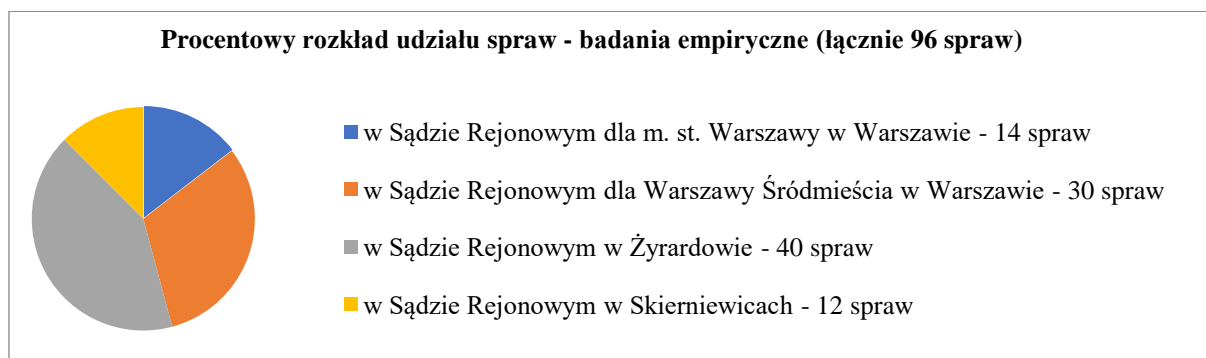 Procentowy rozkład udziału spraw - badania empiryczne (łącznie 96 spraw)
w Sądzie Rejonowym dla m. st. Warszawy w Warszawie - 14 spraw
w Sądzie Rejonowym dla Warszawy Śródmieścia w Warszawie - 30 spraw
w Sądzie Rejonowym w Żyrardowie - 40 spraw
w Sądzie Rejonowym w Skierniewicach - 12 spraw